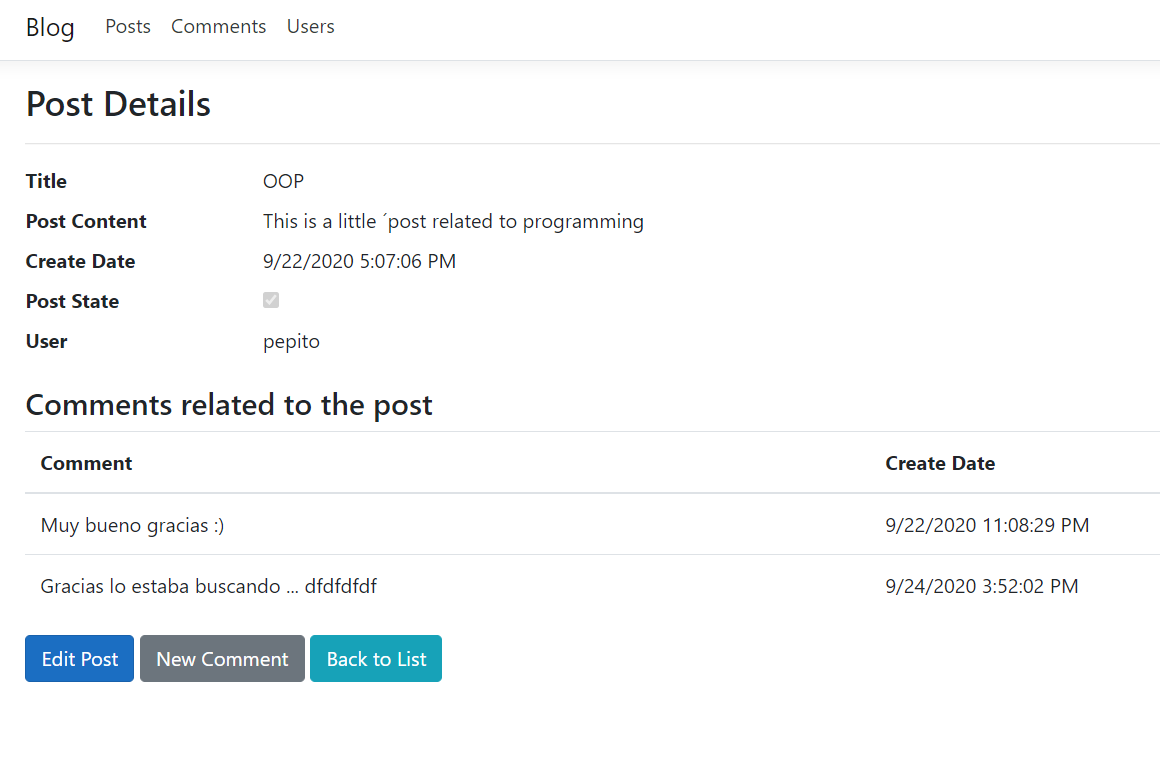 Blog Posts Comments Users
Post Details
Title OOP
Post Content This is a little ´post related to programming
Create Date 9/22/2020 5:07:06 PM
Post State
User pepito
Comments related to the post
Comment Create Date
Muy bueno gracias :) 9/22/2020 11:08:29 PM
Gracias lo estaba buscando ... dfdfdfdf 9/24/2020 3:52:02 PM
Edit Post New Comment Back to List